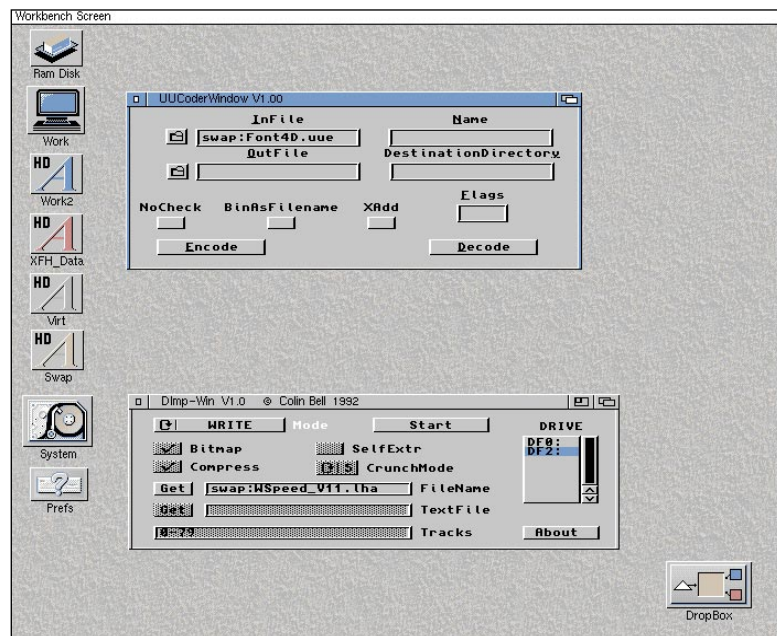 Workbench Screen
Ram Disk
Work
HD
Work2
HD
XFH_Data
HD
Virt
HD
Swap
System
Prefs
UUCoderWindow V1.00
InFile Name
swap:Font4D.uue
OutFile DestinationDirectory
Flags
NoCheck BinAsFilename XAdd
Encode Decode
DImp-Win V1.0 © Colin Bell 1992
WRITE Mode Start DRIVE
Bitmap SelfExtr DF0:
Compress 5 CrunchMode DF2:
Get swap:WSpeed_V11.lha FileName
Get TextFile
0-79 Tracks About
DropBox